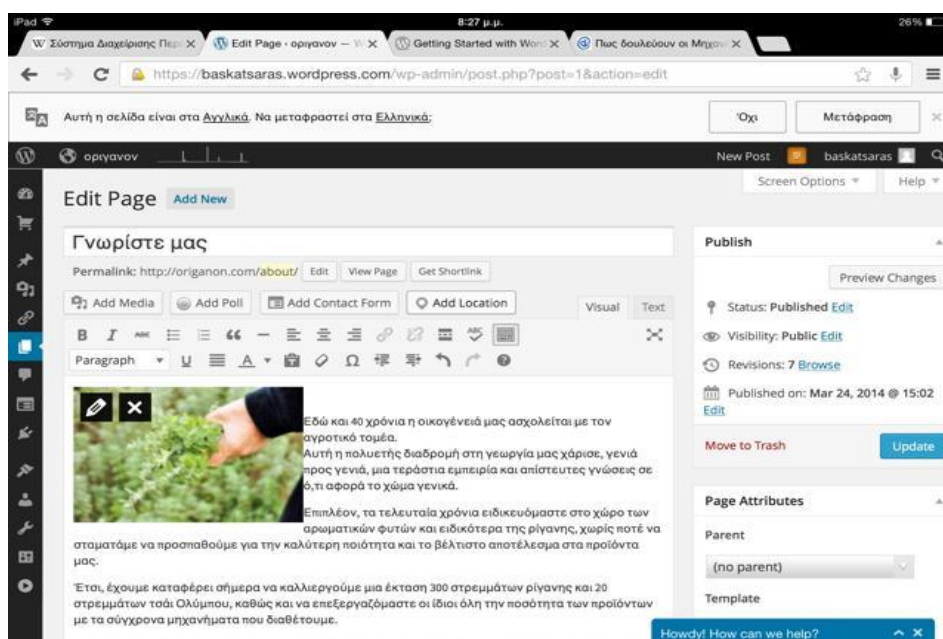 iPad 8:27 μ.μ. 26%
Σύστημα Διαχείρισης Περι
Edit Page ‹ οριγανον — W
Getting Started with Word
Πως δουλεύουν οι Μηχαν
https://baskatsaras.wordpress.com/wp-admin/post.php?post=1&action=edit
Αυτή η σελίδα είναι στα Αγγλικά. Να μεταφραστεί στα Ελληνικά; Όχι Μετάφραση
οριγανον New Post baskatsaras
Screen Options Help
Edit Page Add New
Γνωρίστε μας
Permalink: http://origanon.com/about/ Edit View Page Get Shortlink
Add Media Add Poll Add Contact Form Add Location Visual Text
B I ABC ABC
Paragraph U A Ω
Εδώ και 40 χρόνια η οικογένειά μας ασχολείται με τον
αγροτικό τομέα.
Αυτή η πολυετής διαδρομή στη γεωργία μας χάρισε, γενιά
προς γενιά, μια τεράστια εμπειρία και απίστευτες γνώσεις σε
ό,τι αφορά το χώμα γενικά.
Επιπλέον, τα τελευταία χρόνια ειδικευόμαστε στο χώρο των
αρωματικών φυτών και ειδικότερα της ρίγανης, χωρίς ποτέ να
σταματάμε να προσπαθούμε για την καλύτερη ποιότητα και το βέλτιστο αποτέλεσμα στα προϊόντα
μας.
Έτσι, έχουμε καταφέρει σήμερα να καλλιεργούμε μια έκταση 300 στρεμμάτων ρίγανης και 20
στρεμμάτων τσάι Ολύμπου, καθώς και να επεξεργαζόμαστε οι ίδιοι όλη την ποσότητα των προϊόντων
με τα σύγχρονα μηχανήματα που διαθέτουμε.
Publish
Preview Changes
Status: Published Edit
Visibility: Public Edit
Revisions: 7 Browse
Published on: Mar 24, 2014 @ 15:02
Edit
Move to Trash Update
Page Attributes
Parent
(no parent)
Template
Howdy! How can we help?